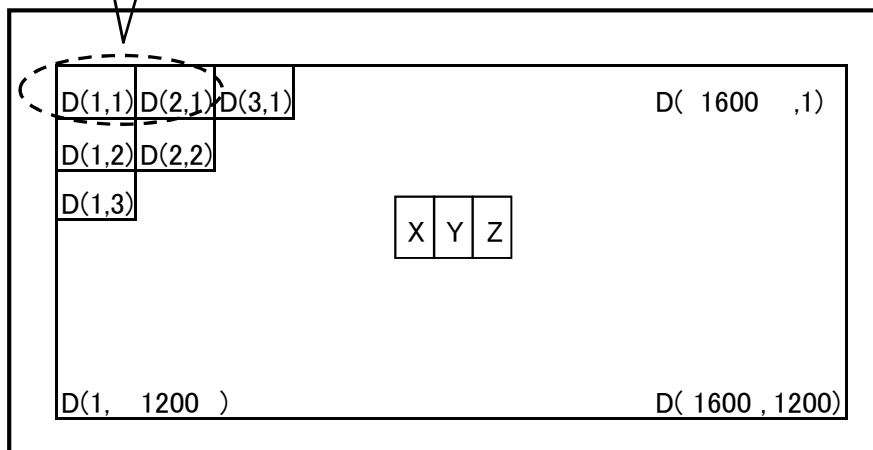 D(1,1) D(2,1) D(3,1) D( 1600 ,1)
D(1,2) D(2,2)
D(1,3)
X Y Z
D(1, 1200 ) D( 1600 , 1200)